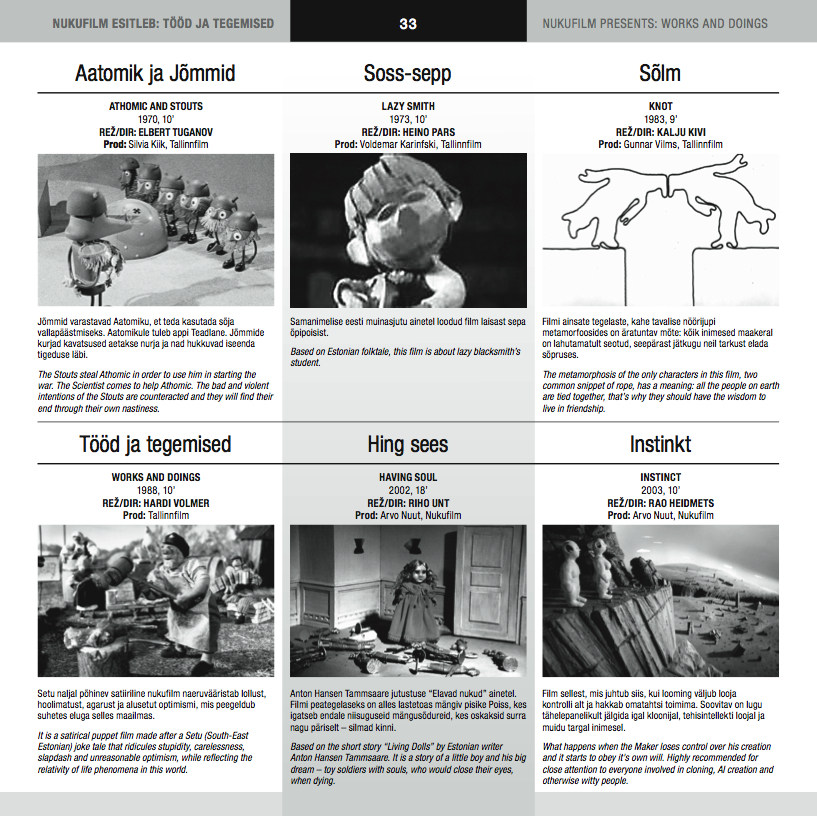 NUKUFILM ESITLEB: TÖÖD JA TEGEMISED
33
NUKUFILM PRESENTS: WORKS AND DOINGS
Aatomik ja Jõmmid
ATHOMIC AND STOUTS
1970, 10’
REŽ/DIR: ELBERT TUGANOV
Prod: Silvia Kiik, Tallinnfilm
Jõmmid varastavad Aatomiku, et teda kasutada sõja
vallapäästmiseks. Aatomikule tuleb appi Teadlane. Jõmmide
kurjad kavatsused aetakse nurja ja nad hukkuvad iseenda
tigeduse läbi.
The Stouts steal Athomic in order to use him in starting the
war. The Scientist comes to help Athomic. The bad and violent
intentions of the Stouts are counteracted and they will find their
end through their own nastiness.
Soss-sepp
LAZY SMITH
1973, 10’
REŽ/DIR: HEINO PARS
Prod: Voldemar Karinfski, Tallinnfilm
Samanimelise eesti muinasjutu ainetel loodud film laisast sepa
õpipoisist.
Based on Estonian folktale, this film is about lazy blacksmith’s
student.
Sõlm
KNOT
1983, 9’
REŽ/DIR: KALJU KIVI
Prod: Gunnar Vilms, Tallinnfilm
Filmi ainsate tegelaste, kahe tavalise nöörijupi
metamorfoosides on äratuntav mõte: kõik inimesed maakeral
on lahutamatult seotud, seepärast jätkugu neil tarkust elada
sõpruses.
The metamorphosis of the only characters in this film, two
common snippet of rope, has a meaning: all the people on earth
are tied together, that’s why they should have the wisdom to
live in friendship.
Tööd ja tegemised
WORKS AND DOINGS
1988, 10’
REŽ/DIR: HARDI VOLMER
Prod: Tallinnfilm
Setu naljal põhinev satiiriline nukufilm naeruvääristab lollust,
hoolimatust, agarust ja alusetut optimismi, mis peegeldub
suhetes eluga selles maailmas.
It is a satirical puppet film made after a Setu (South-East
Estonian) joke tale that ridicules stupidity, carelessness,
slapdash and unreasonable optimism, while reflecting the
relativity of life phenomena in this world.
Hing sees
HAVING SOUL
2002, 18’
REŽ/DIR: RIHO UNT
Prod: Arvo Nuut, Nukufilm
Anton Hansen Tammsaare jutustuse “Elavad nukud” ainetel.
Filmi peategelaseks on alles lastetoas mängiv pisike Poiss, kes
igatseb endale niisuguseid mängusõdureid, kes oskaksid surra
nagu päriselt – silmad kinni.
Based on the short story “Living Dolls” by Estonian writer
Anton Hansen Tammsaare. It is a story of a little boy and his big
dream – toy soldiers with souls, who would close their eyes,
when dying.
Instinkt
INSTINCT
2003, 10’
REŽ/DIR: RAO HEIDMETS
Prod: Arvo Nuut, Nukufilm
Film sellest, mis juhtub siis, kui looming väljub looja
kontrolli alt ja hakkab omatahtsi toimima. Soovitav on lugu
tähelepanelikult jälgida igal kloonijal, tehisintellekti loojal ja
muidu targal inimesel.
What happens when the Maker loses control over his creation
and it starts to obey it’s own will. Highly recommended for
close attention to everyone involved in cloning, AI creation and
otherwise witty people.